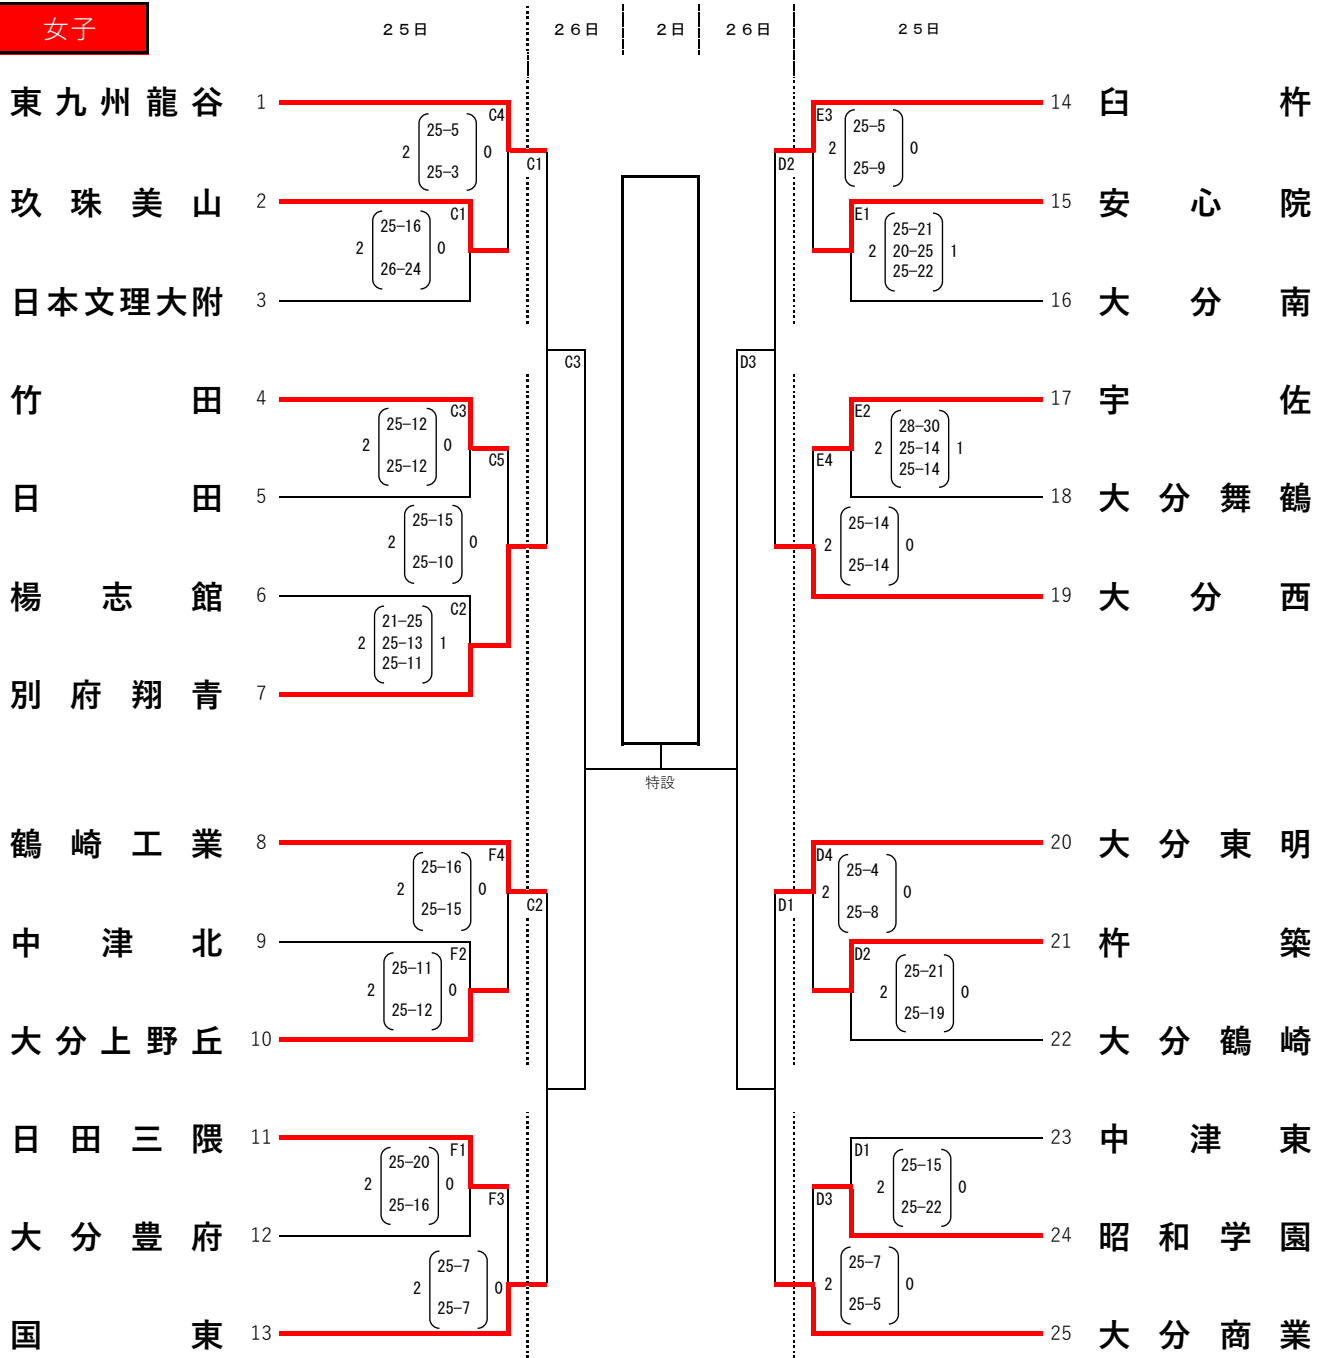 女子
２５日 ２６日 ２日 ２６日 ２５日
東九州龍谷 1
C4
25-5
2 0
25-3
C1
玖珠美山 2
C1
25-16
2 0
26-24
日本文理大附 3
C3
竹田 4
C3
25-12
2 0
25-12
C5
日田 5
25-15
2 0
25-10
楊志館 6
C2
21-25
2 25-13 1
25-11
別府翔青 7
特設
鶴崎工業 8
F4
25-16
2 0
25-15
C2
中津北 9
F2
25-11
2 0
25-12
大分上野丘 10
日田三隈 11
F1
25-20
2 0
25-16
F3
大分豊府 12
25-7
2 0
25-7
国東 13
14 臼杵
E3
25-5
2 0
25-9
D2
15 安心院
E1
25-21
2 20-25 1
25-22
16 大分南
D3
17 宇佐
E2
28-30
2 25-14 1
25-14
E4
18 大分舞鶴
25-14
2 0
25-14
19 大分西
20 大分東明
D4
25-4
2 0
25-8
D1
21 杵築
D2
25-21
2 0
25-19
22 大分鶴崎
23 中津東
D1
25-15
2 0
25-22
D3
24 昭和学園
25-7
2 0
25-5
25 大分商業